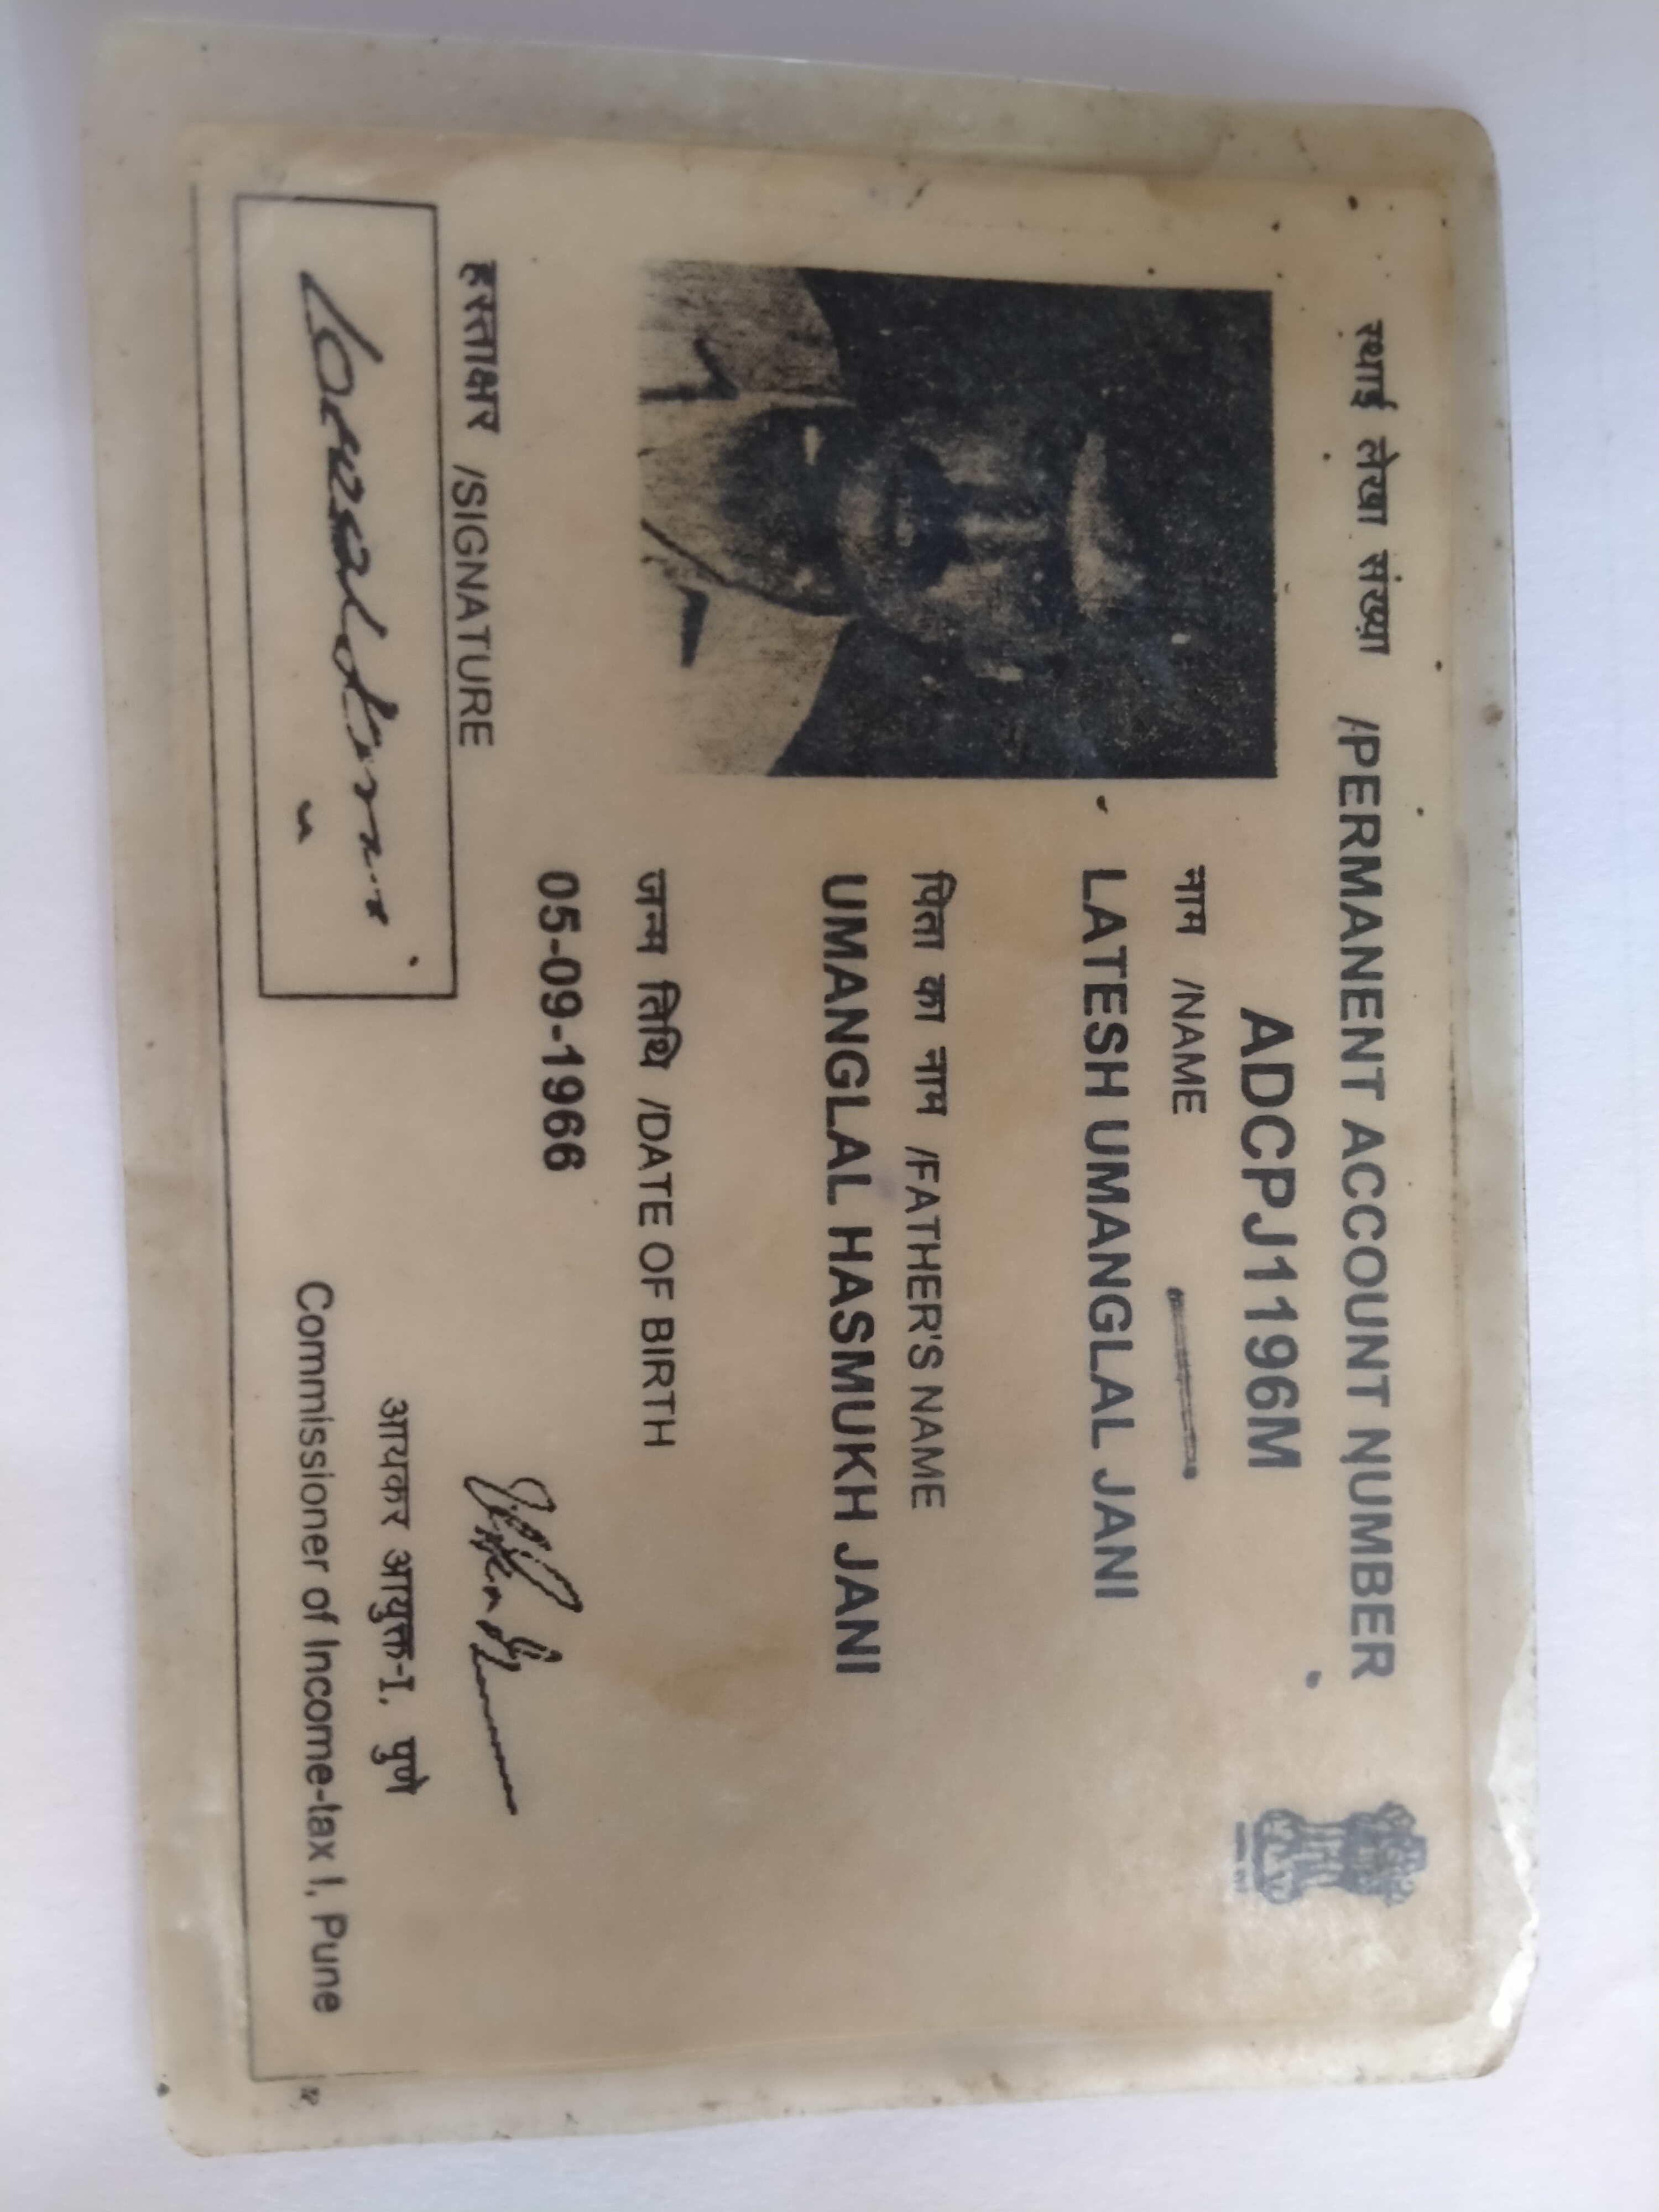 स्थाई लेखा संख्या /PERMANENT ACCOUNT NUMBER
ADCPJ1196M
नाम /NAME
LATESH UMANGLAL JANI
पिता का नाम /FATHER'S NAME
UMANGLAL HASMUKH JANI
जन्म तिथि /DATE OF BIRTH
05-09-1966
हस्ताक्षर /SIGNATURE
आयकर आयुक्त-I, पुणे
Commissioner of Income-tax I, Pune